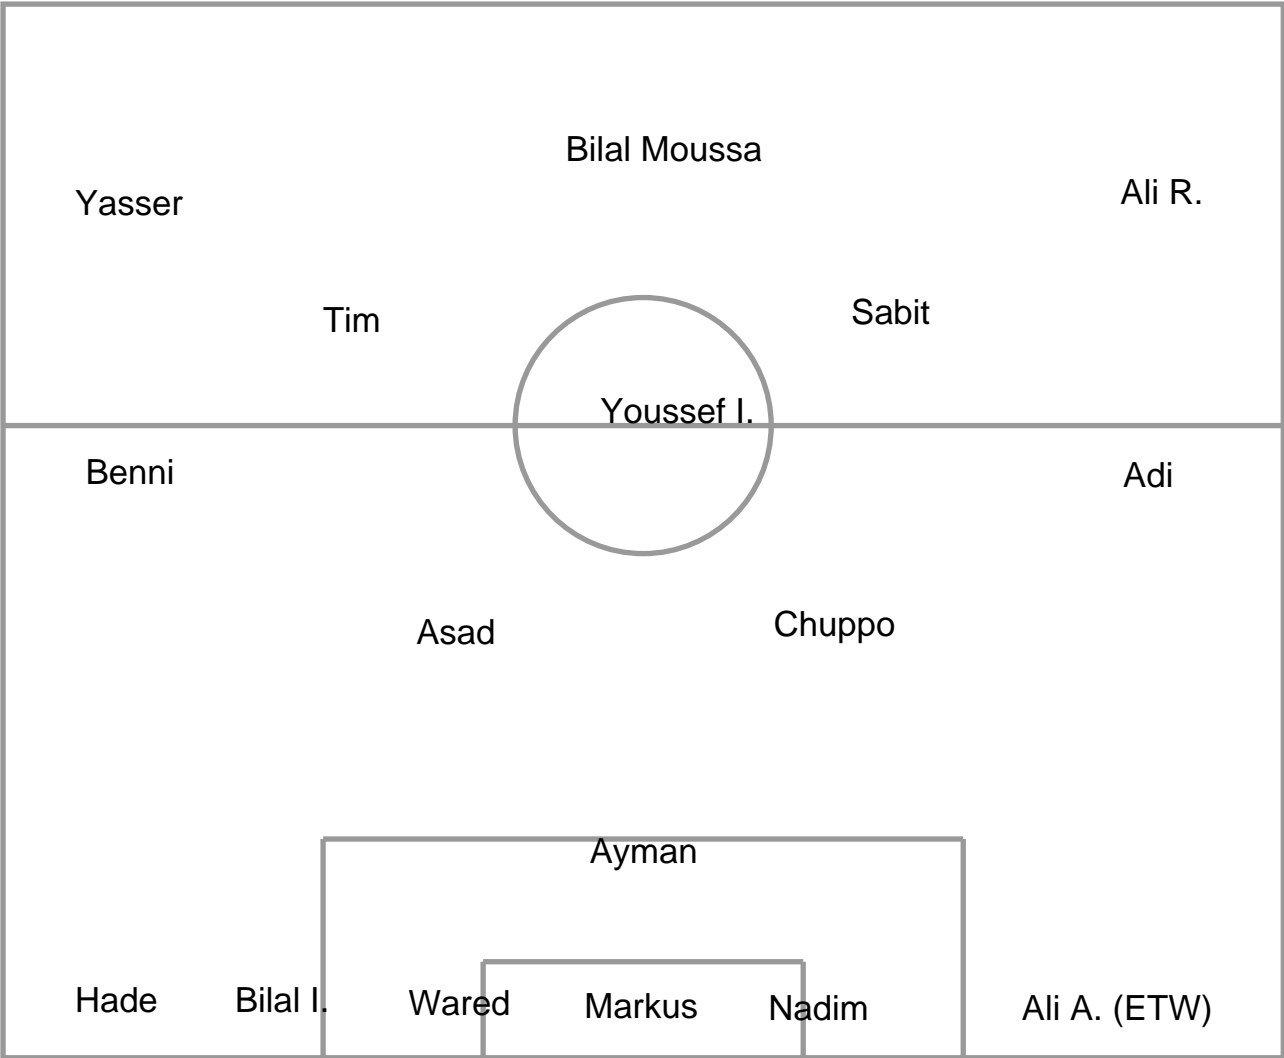 Bilal Moussa
Yasser
Ali R.
Tim
Sabit
Youssef I.
Benni
Adi
Asad
Chuppo
Ayman
Hade
Bilal I.
Wared
Markus
Nadim
Ali A. (ETW)